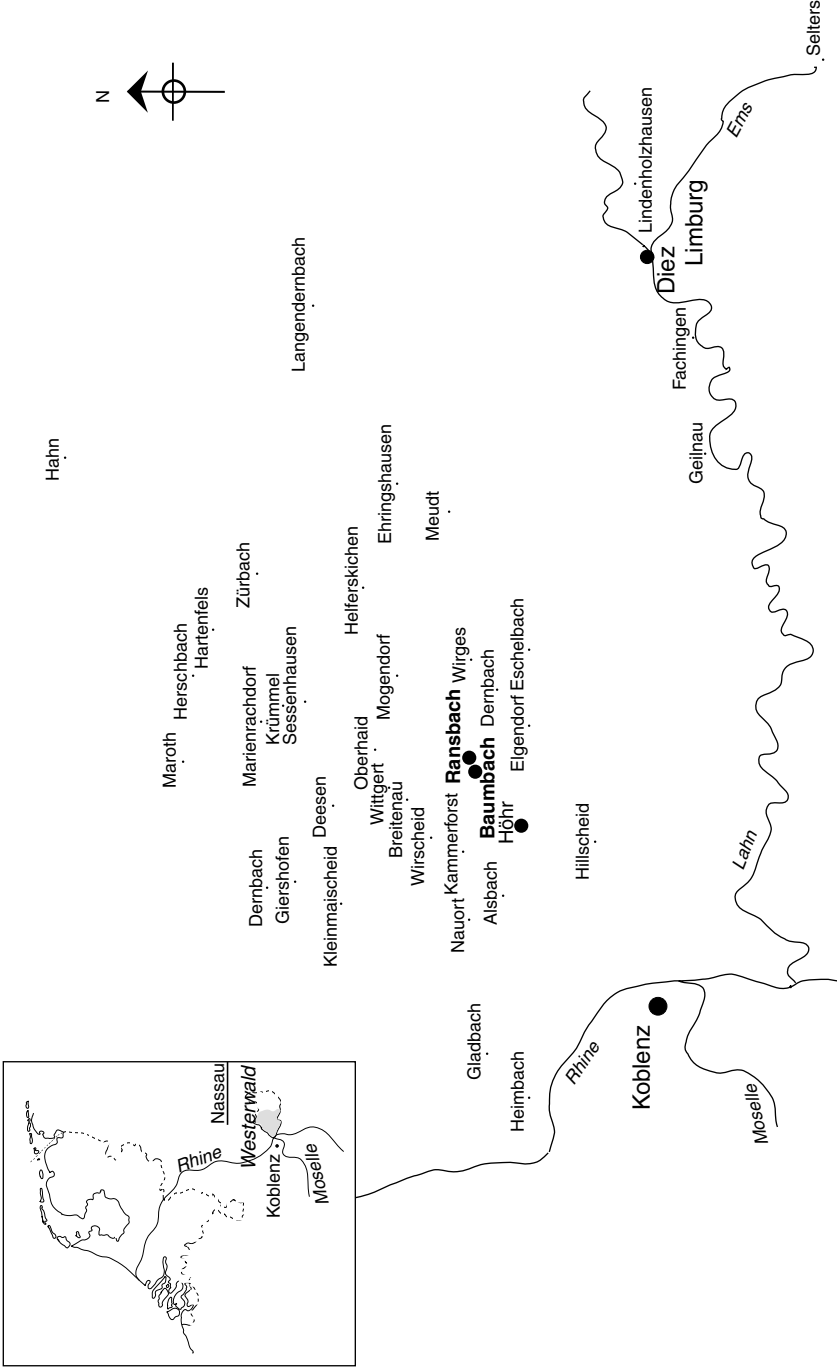 N
Hahn
Maroth
Herschbach
Hartenfels
Zürbach
Langendernbach
Marienrachdorf
Krümmel
Sessenhausen
Dernbach
Giershofen
Deesen
Kleinmaischeid
Helferskichen
Ehringshausen
Meudt
Oberhaid
Mogendorf
Wittgert
Breitenau
Wirscheid
Ransbach
Wirges
Baumbach
Dernbach
Nauort
Kammerforst
Höhr
Elgendorf
Eschelbach
Alsbach
Gladbach
Heimbach
Hillscheid
Rhine
Koblenz
Moselle
Lahn
Geilnau
Fachingen
Diez
Limburg
Lindenholzhausen
Ems
Selters
Nassau
Westerwald
Rhine
Koblenz
Moselle